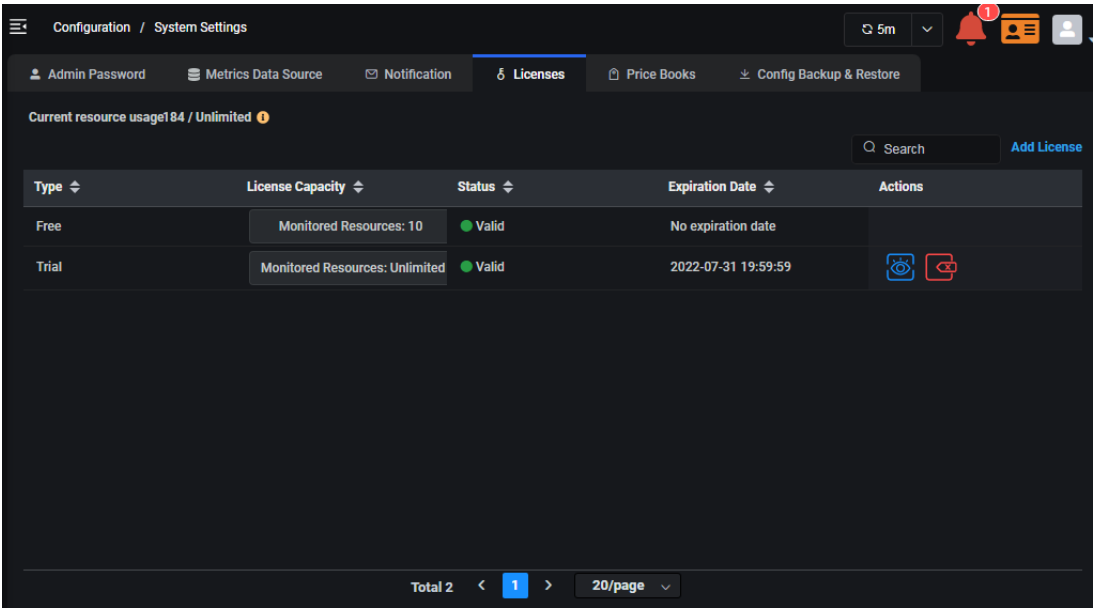 Configuration / System Settings
5m
1
Admin Password
Metrics Data Source
Notification
Licenses
Price Books
Config Backup & Restore
Current resource usage184 / Unlimited
Search
Add License
Type License Capacity Status Expiration Date Actions
Free Monitored Resources: 10 Valid No expiration date
Trial Monitored Resources: Unlimited Valid 2022-07-31 19:59:59
Total 2 < 1 > 20/page